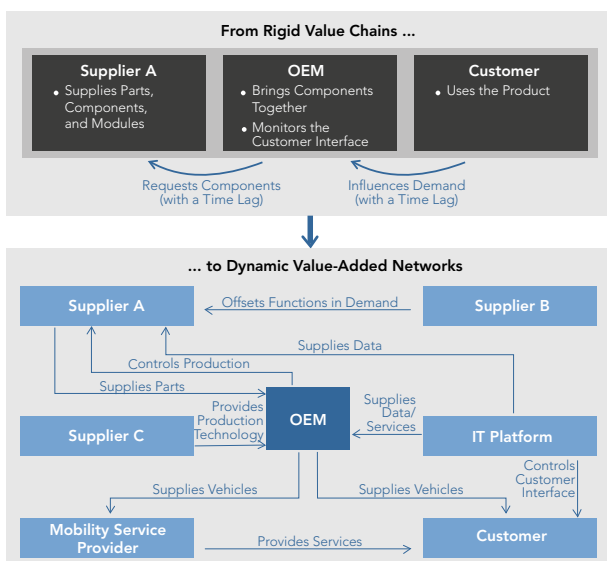 From Rigid Value Chains ...
Supplier A
• Supplies Parts,
Components,
and Modules
OEM
• Brings Components
Together
• Monitors the
Customer Interface
Customer
• Uses the Product
Requests Components
(with a Time Lag)
Influences Demand
(with a Time Lag)
... to Dynamic Value-Added Networks
Supplier A
Offsets Functions in Demand
Supplier B
Supplies Data
Controls Production
Supplies Parts
Supplier C
Provides
Production
Technology
OEM
Supplies
Data/
Services
IT Platform
Controls
Customer
Interface
Supplies Vehicles
Supplies Vehicles
Mobility Service
Provider
Provides Services
Customer